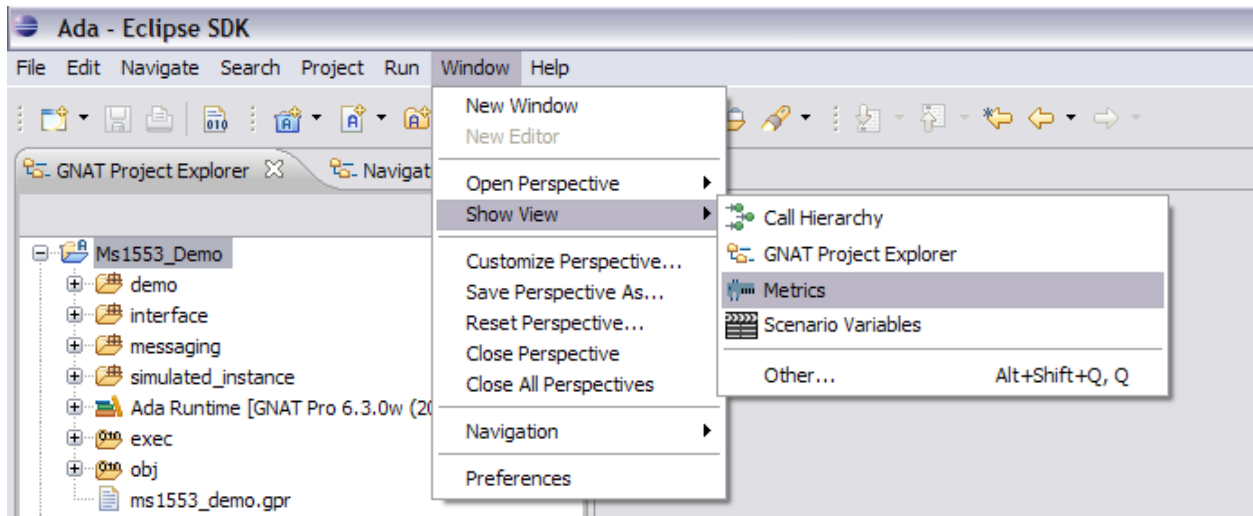 Ada - Eclipse SDK
File Edit Navigate Search Project Run Window Help
New Window
New Editor
GNAT Project Explorer
Open Perspective
Show View
Call Hierarchy
GNAT Project Explorer
Metrics
Scenario Variables
Other... Alt+Shift+Q, Q
Customize Perspective...
Save Perspective As...
Reset Perspective...
Close Perspective
Close All Perspectives
Navigation
Preferences
Ms1553_Demo
demo
interface
messaging
simulated_instance
Ada Runtime [GNAT Pro 6.3.0w (20
exec
obj
ms1553_demo.gpr